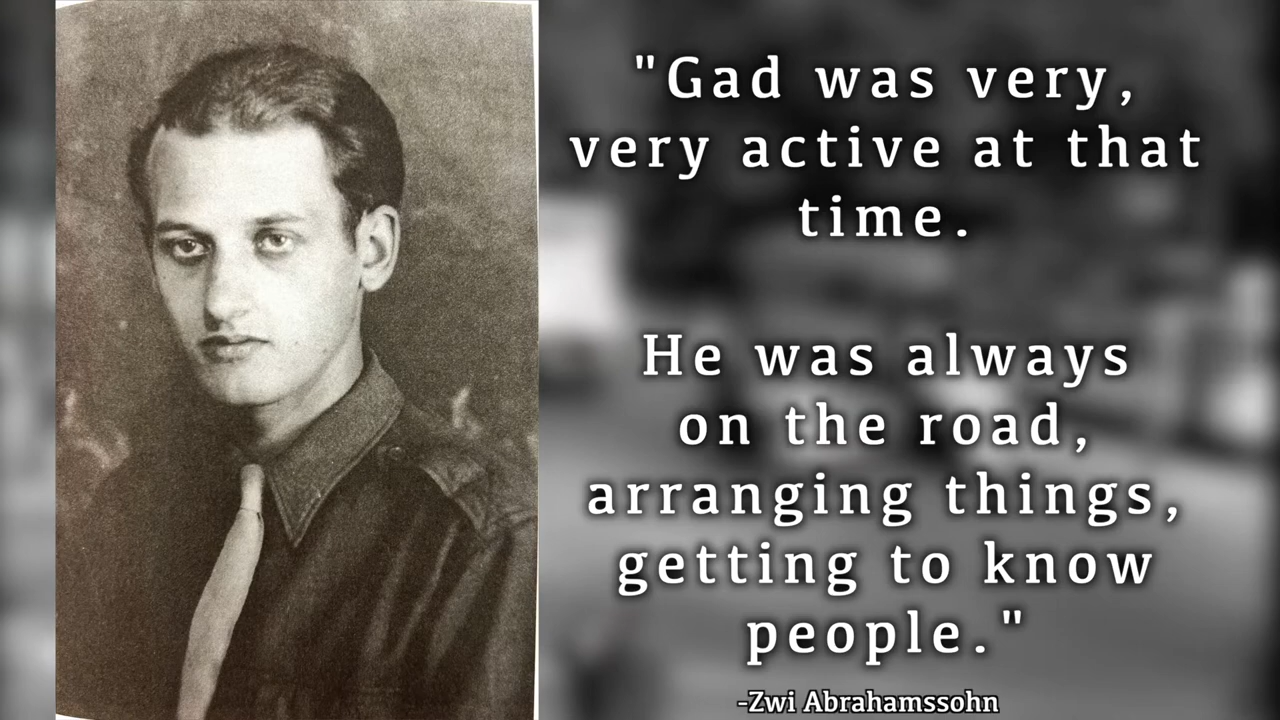 "Gad was very,
very active at that
time.
He was always
on the road,
arranging things,
getting to know
people."
-Zwi Abrahamssohn